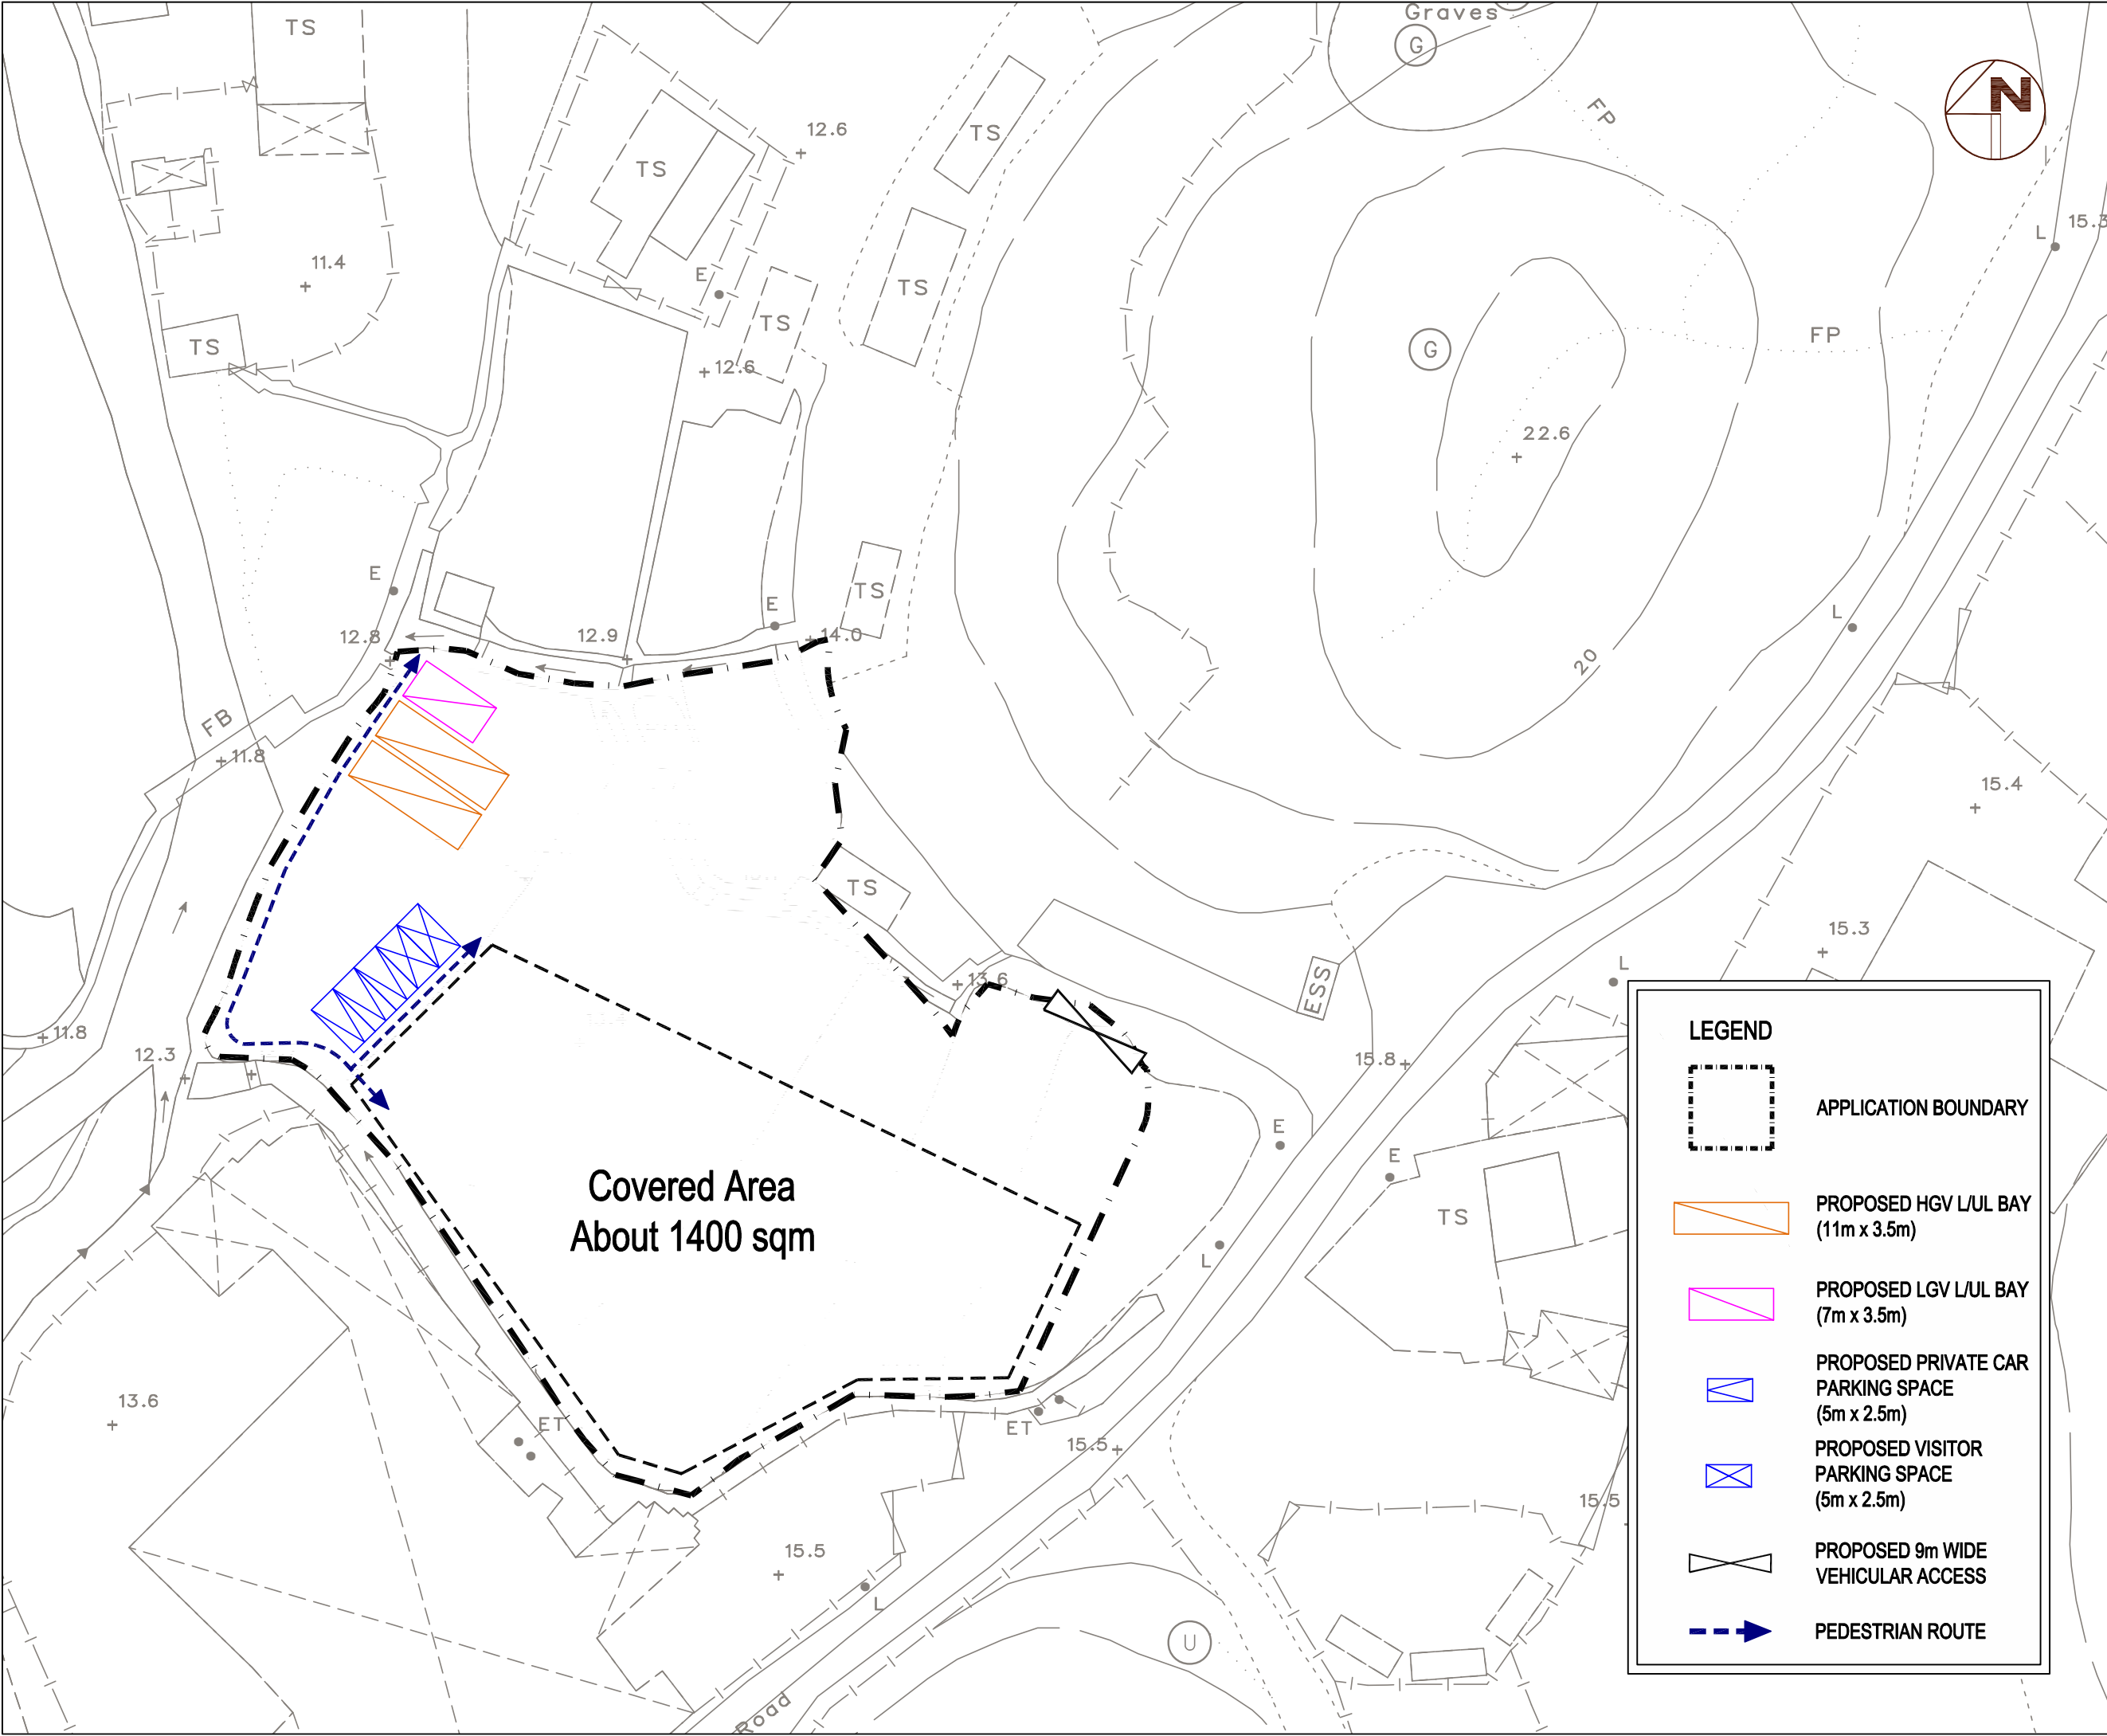 Graves
G
TS
N
FP
12.6
TS
TS
15.3
L
11.4
E
TS
TS
TS
12.6
G
FP
22.6
E
TS
E
12.8
12.9
14.0
L
20
FB
11.8
15.4
TS
15.3
13.6
ESS
L
11.8
12.3
15.8
E
E
Covered Area
About 1400 sqm
TS
L
13.6
ET
ET
15.5
15.5
15.5
L
U
Road
LEGEND
APPLICATION BOUNDARY
PROPOSED HGV L/UL BAY
(11m x 3.5m)
PROPOSED LGV L/UL BAY
(7m x 3.5m)
PROPOSED PRIVATE CAR
PARKING SPACE
(5m x 2.5m)
PROPOSED VISITOR
PARKING SPACE
(5m x 2.5m)
PROPOSED 9m WIDE
VEHICULAR ACCESS
PEDESTRIAN ROUTE